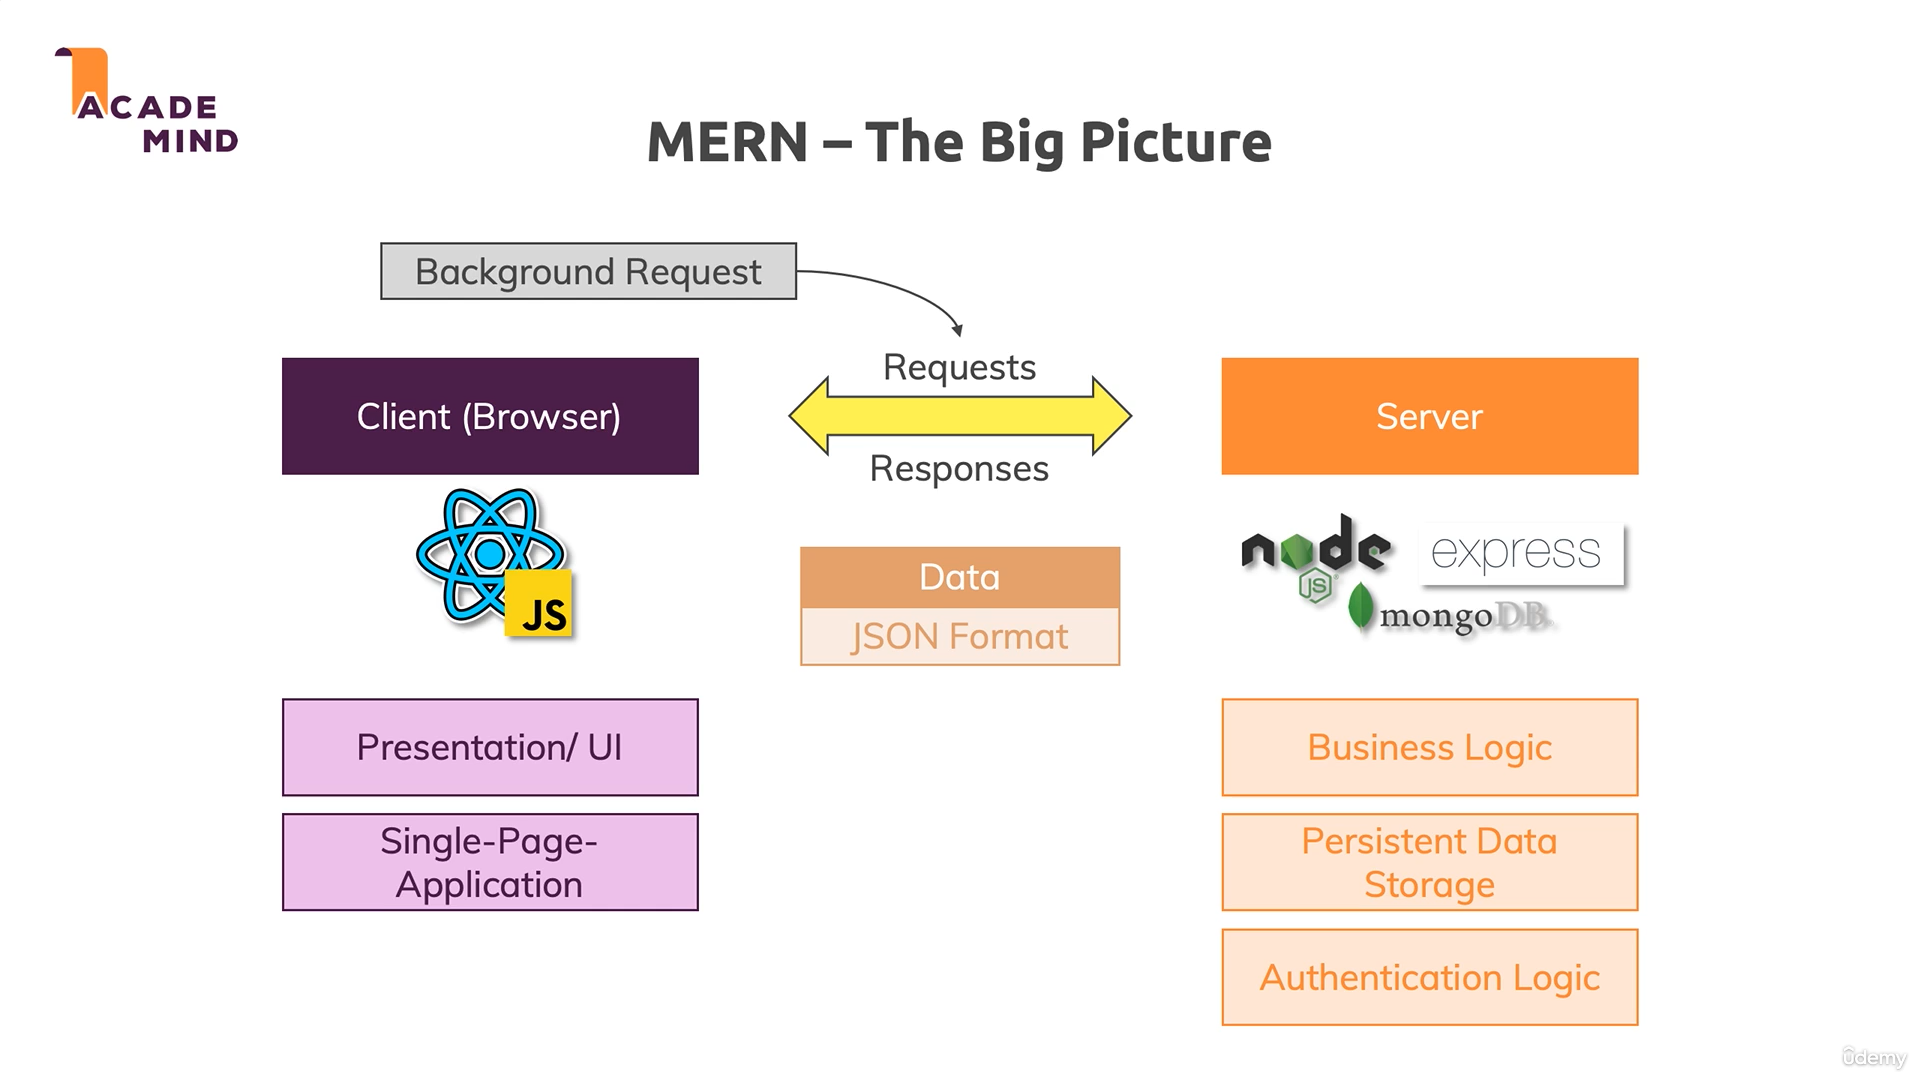 ACADE
MIND
MERN – The Big Picture
Background Request
Requests
Client (Browser)
Server
Responses
JS
node
JS
express
mongoDB
Data
JSON Format
Presentation/ UI
Business Logic
Single-Page-
Application
Persistent Data
Storage
Authentication Logic
ûdemy